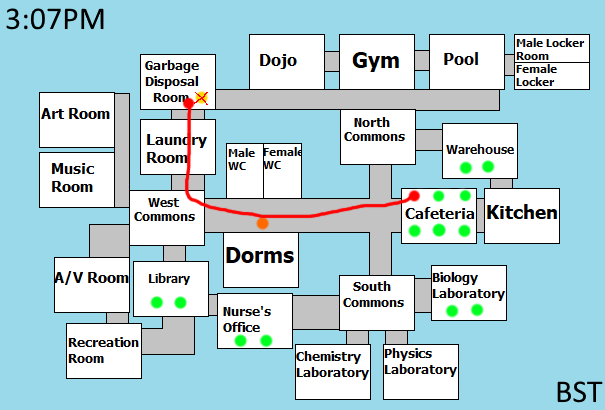 3:07PM
Dojo
Gym
Pool
Male Locker
Room
Female
Locker
Garbage
Disposal
Room
Art Room
Music
Room
Laundry
Room
North
Commons
Male
WC
Female
WC
Warehouse
West
Commons
Cafeteria
Kitchen
Dorms
A/V Room
Library
Nurse's
Office
South
Commons
Biology
Laboratory
Recreation
Room
Chemistry
Laboratory
Physics
Laboratory
BST